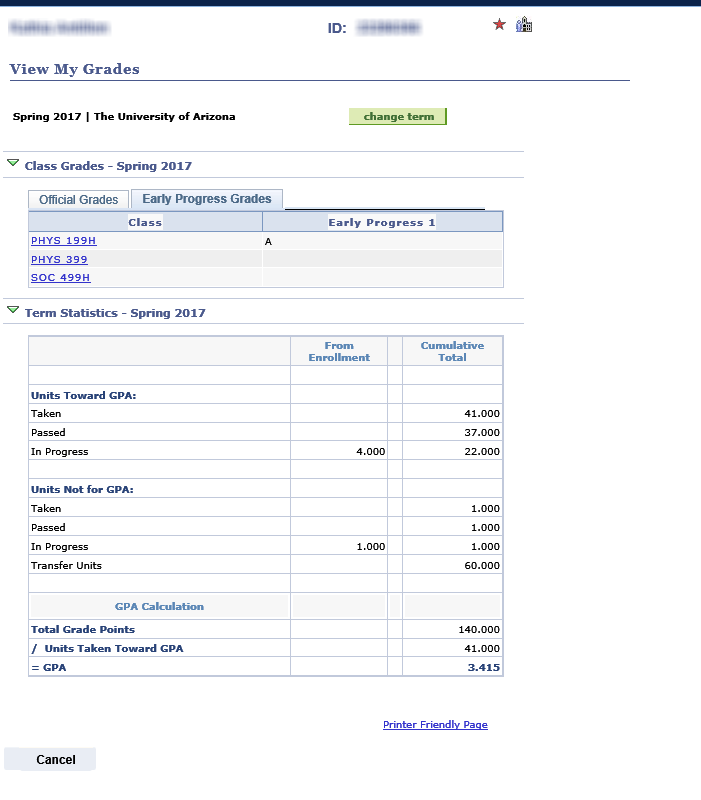 ID:
View My Grades
Spring 2017 | The University of Arizona change term
Class Grades - Spring 2017
Official Grades Early Progress Grades
Class Early Progress 1
PHYS 199H A
PHYS 399
SOC 499H
Term Statistics - Spring 2017
From Enrollment Cumulative Total
Units Toward GPA:
Taken 41.000
Passed 37.000
In Progress 4.000 22.000
Units Not for GPA:
Taken 1.000
Passed 1.000
In Progress 1.000 1.000
Transfer Units 60.000
GPA Calculation
Total Grade Points 140.000
/ Units Taken Toward GPA 41.000
= GPA 3.415
Printer Friendly Page
Cancel